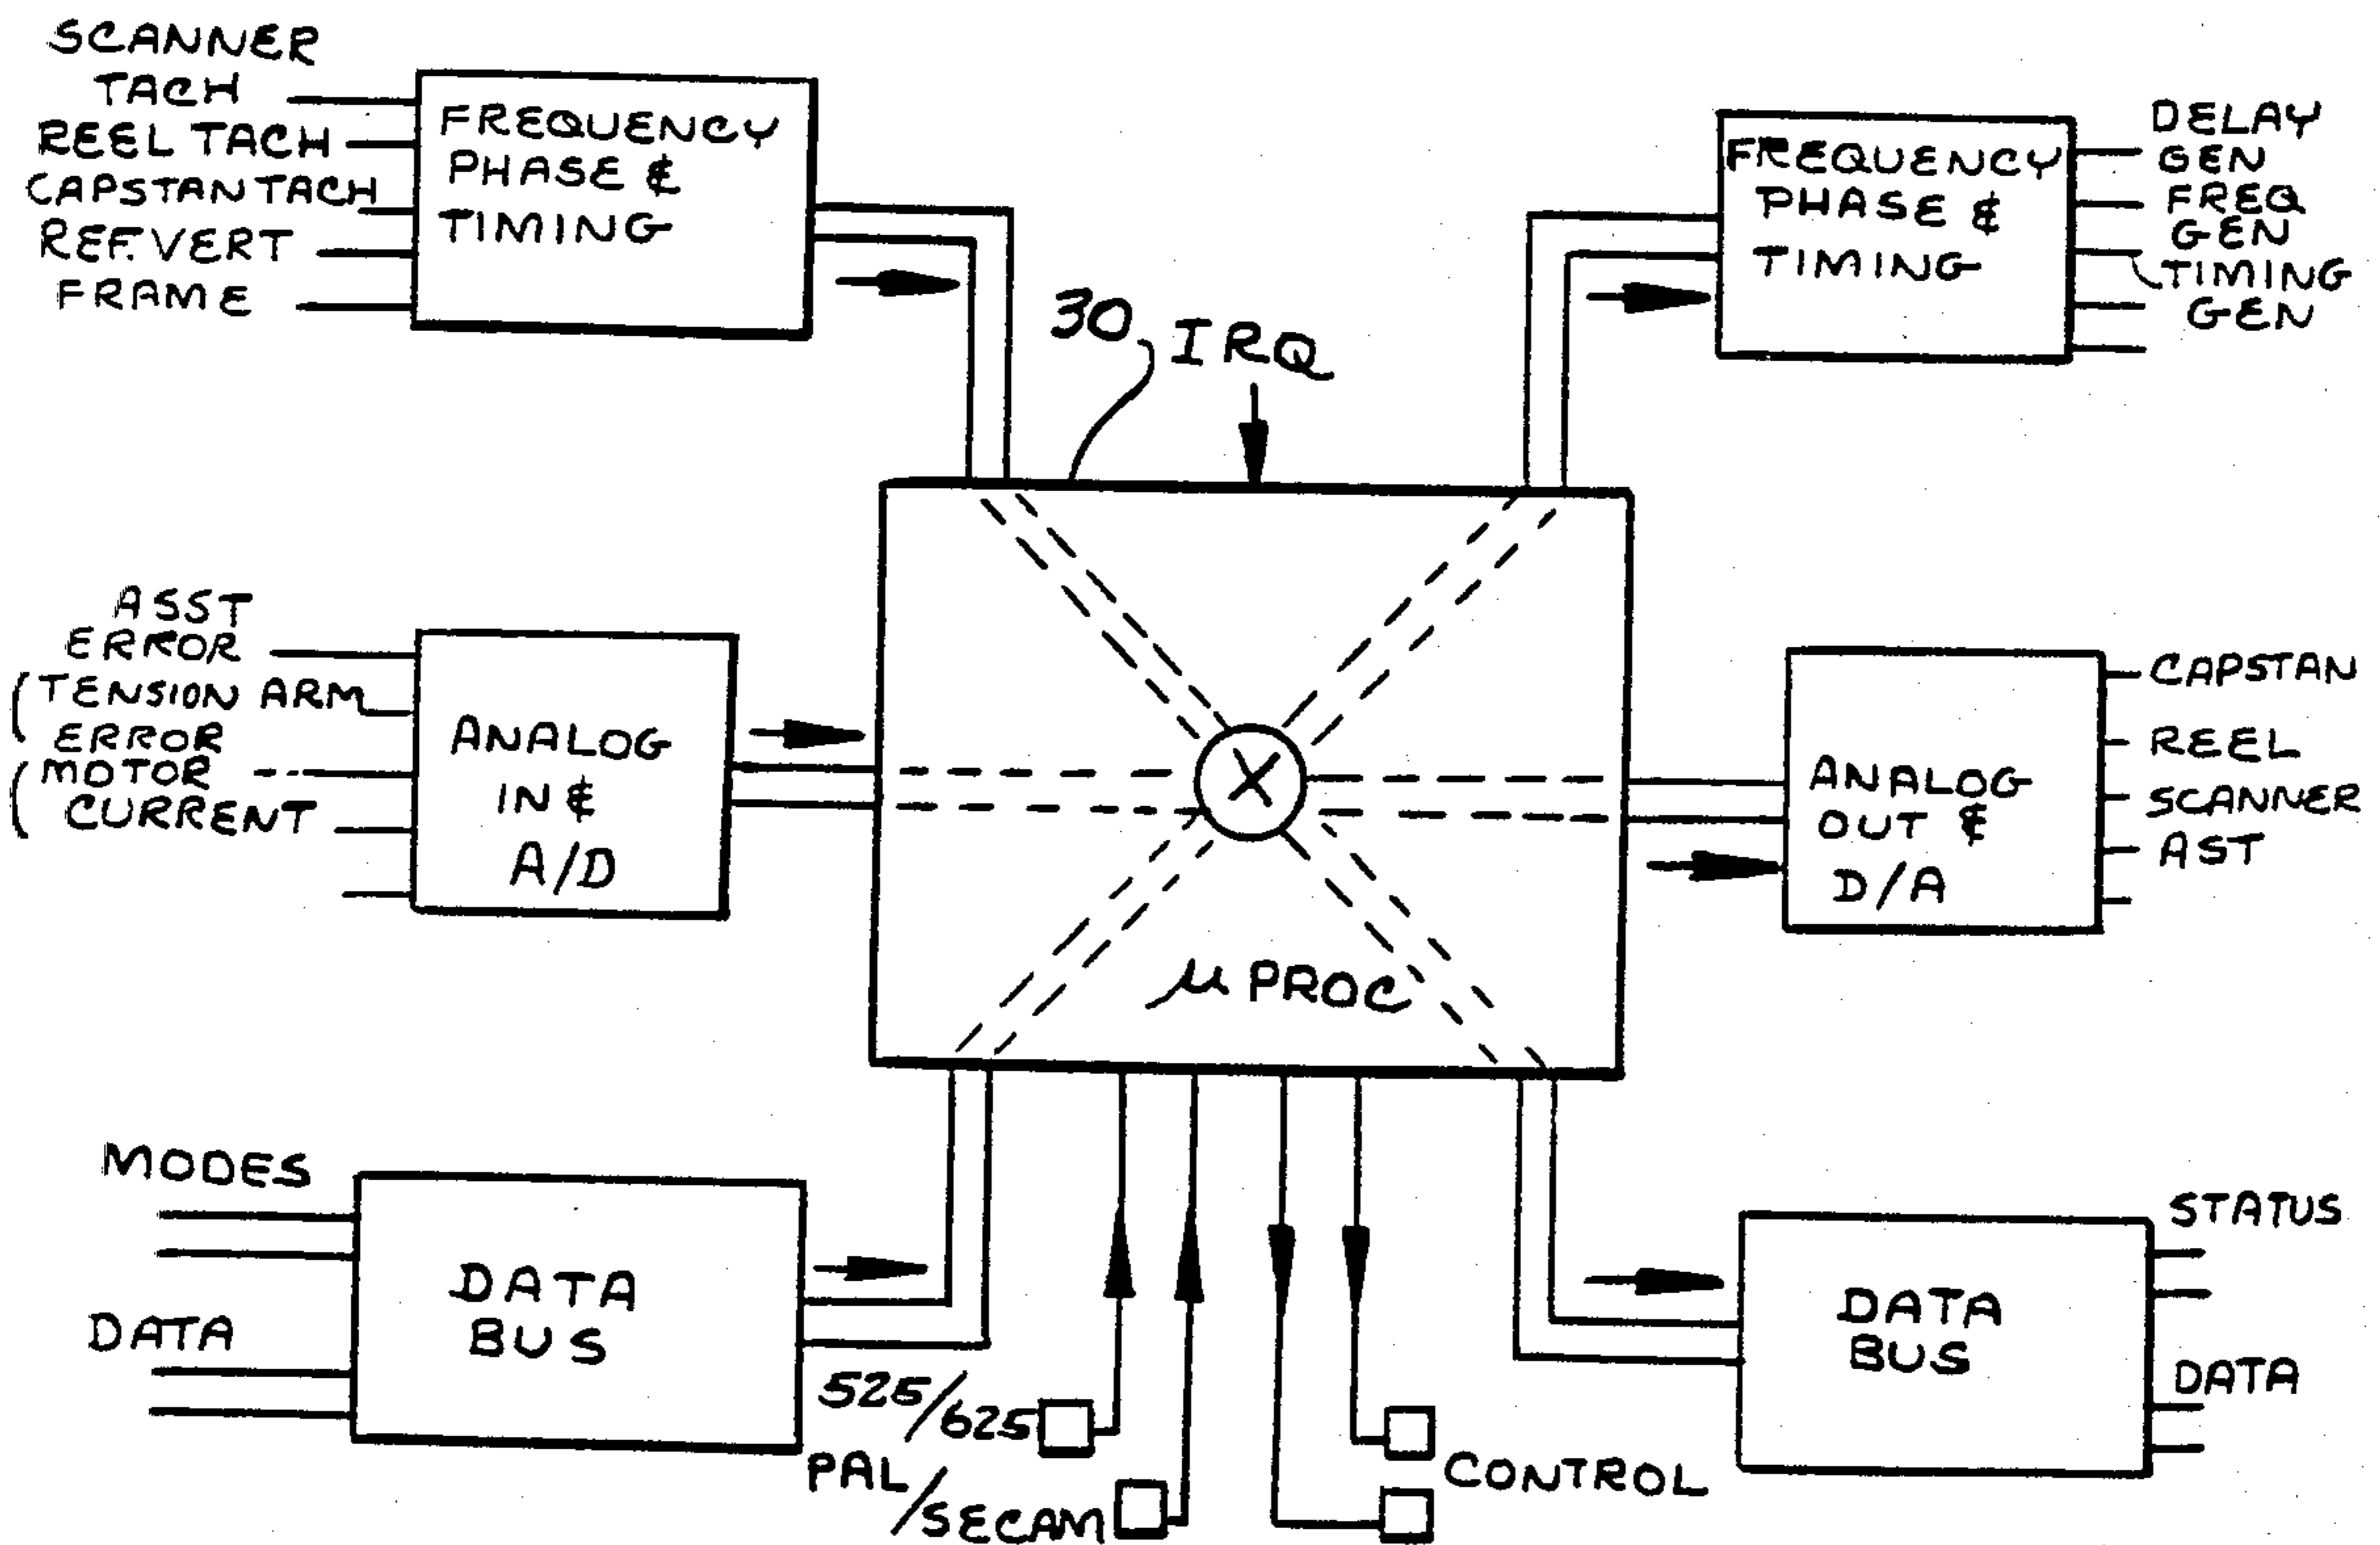 SCANNER
TACH
REEL TACH
CAPSTAN TACH
REF. VERT
FRAME
FREQUENCY
PHASE &
TIMING
30
IRQ
FREQUENCY
PHASE &
TIMING
DELAY
GEN
FREQ
GEN
TIMING
GEN
ASST
ERROR
(TENSION ARM
ERROR
(MOTOR
CURRENT
ANALOG
IN &
A/D
X
µ PROC
ANALOG
OUT &
D/A
CAPSTAN
REEL
SCANNER
AST
MODES
DATA
DATA
BUS
525/625
PAL/SECAM
CONTROL
DATA
BUS
STATUS
DATA